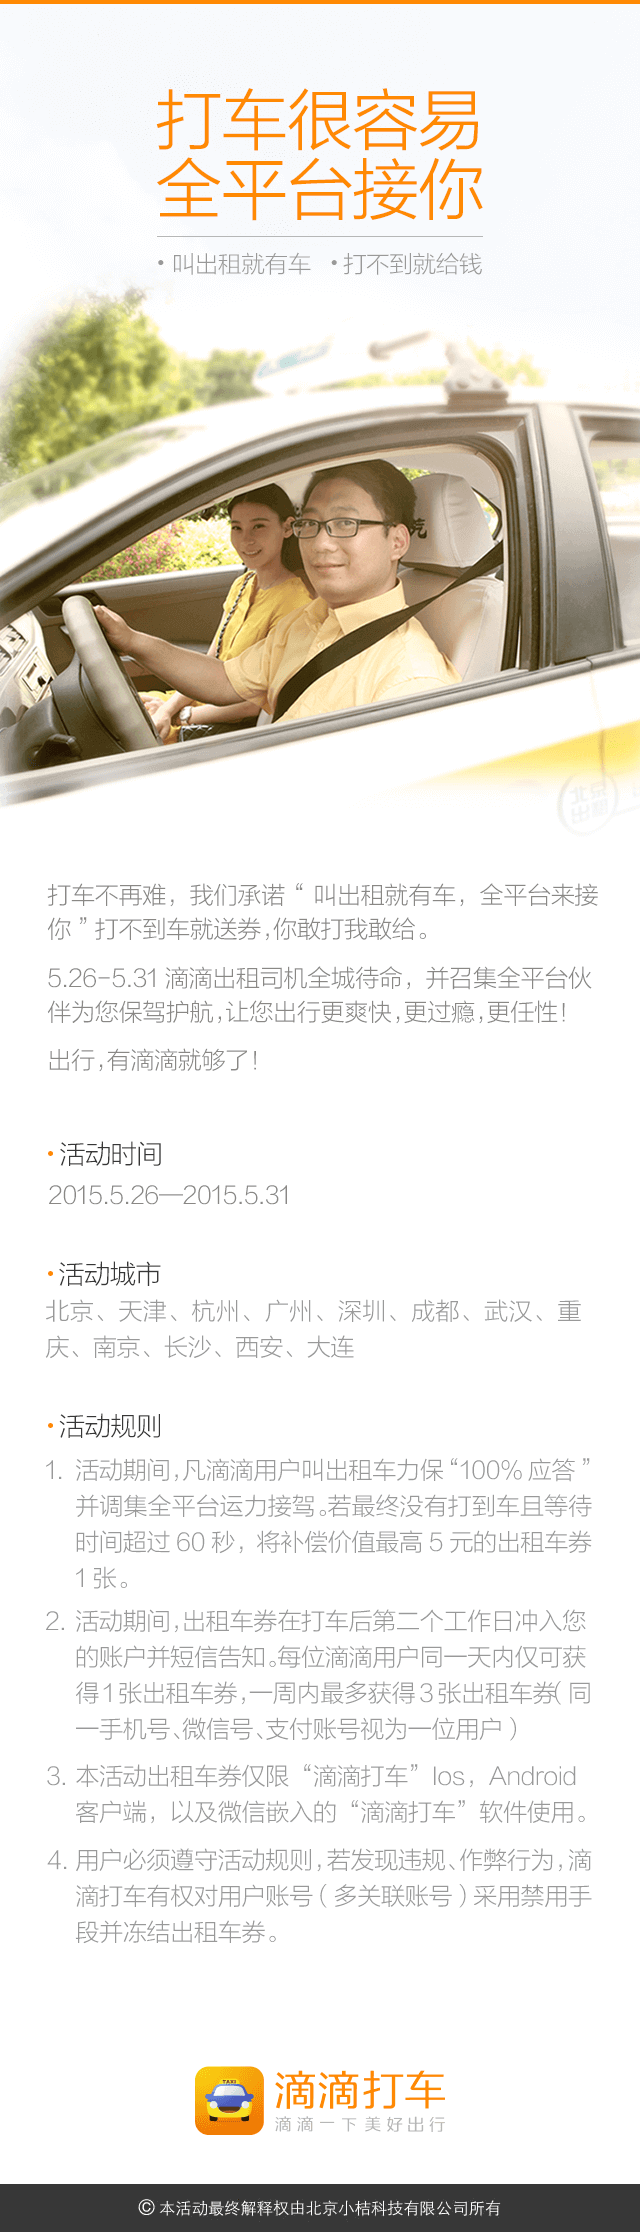 打车很容易
全平台接你
• 叫出租就有车 • 打不到就给钱
汽
北京
出租
打车不再难，我们承诺“ 叫出租就有车，全平台来接
你 ” 打不到车就送券，你敢打我敢给。
5.26-5.31 滴滴出租司机全城待命，并召集全平台伙
伴为您保驾护航，让您出行更爽快，更过瘾，更任性！
出行，有滴滴就够了！
• 活动时间
2015.5.26—2015.5.31
• 活动城市
北京、天津、杭州、广州、深圳、成都、武汉、重
庆、南京、长沙、西安、大连
• 活动规则
1. 活动期间，凡滴滴用户叫出租车力保“100% 应答 ”
并调集全平台运力接驾。若最终没有打到车且等待
时间超过 60 秒，将补偿价值最高 5 元的出租车券
1 张。
2. 活动期间，出租车券在打车后第二个工作日冲入您
的账户并短信告知。每位滴滴用户同一天内仅可获
得 1 张出租车券，一周内最多获得 3 张出租车券（ 同
一手机号、微信号、支付账号视为一位用户 ）
3. 本活动出租车券仅限“滴滴打车”Ios，Android
客户端，以及微信嵌入的“滴滴打车”软件使用。
4. 用户必须遵守活动规则，若发现违规、作弊行为，滴
滴打车有权对用户账号（ 多关联账号 ）采用禁用手
段并冻结出租车券。
TAXI
滴滴打车
滴滴一下 美好出行
© 本活动最终解释权由北京小桔科技有限公司所有